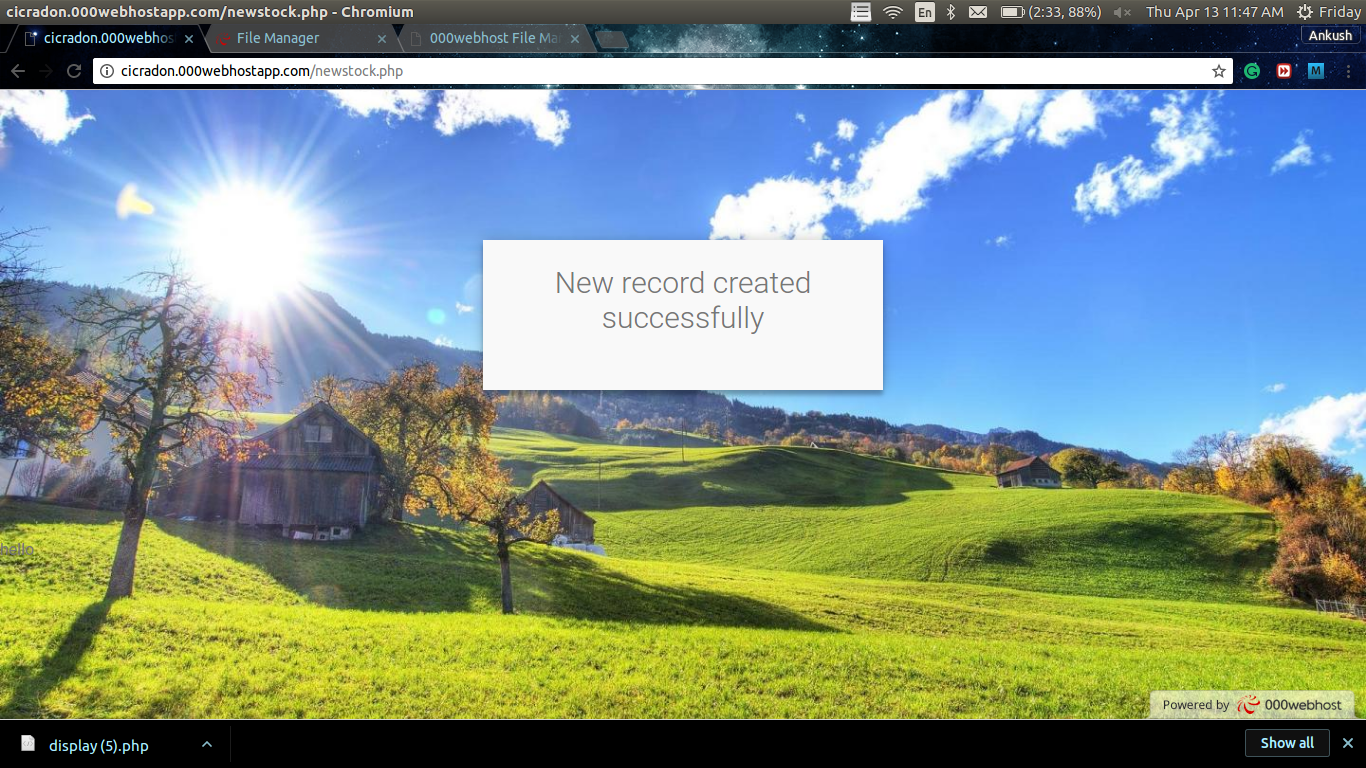 cicradon.000webhostapp.com/newstock.php - Chromium
En
(2:33, 88%)
Thu Apr 13 11:47 AM
Friday
cicradon.000webhos
File Manager
000webhost File Ma
Ankush
cicradon.000webhostapp.com/newstock.php
M
New record created
successfully
hello
Powered by 000webhost
display (5).php
Show all